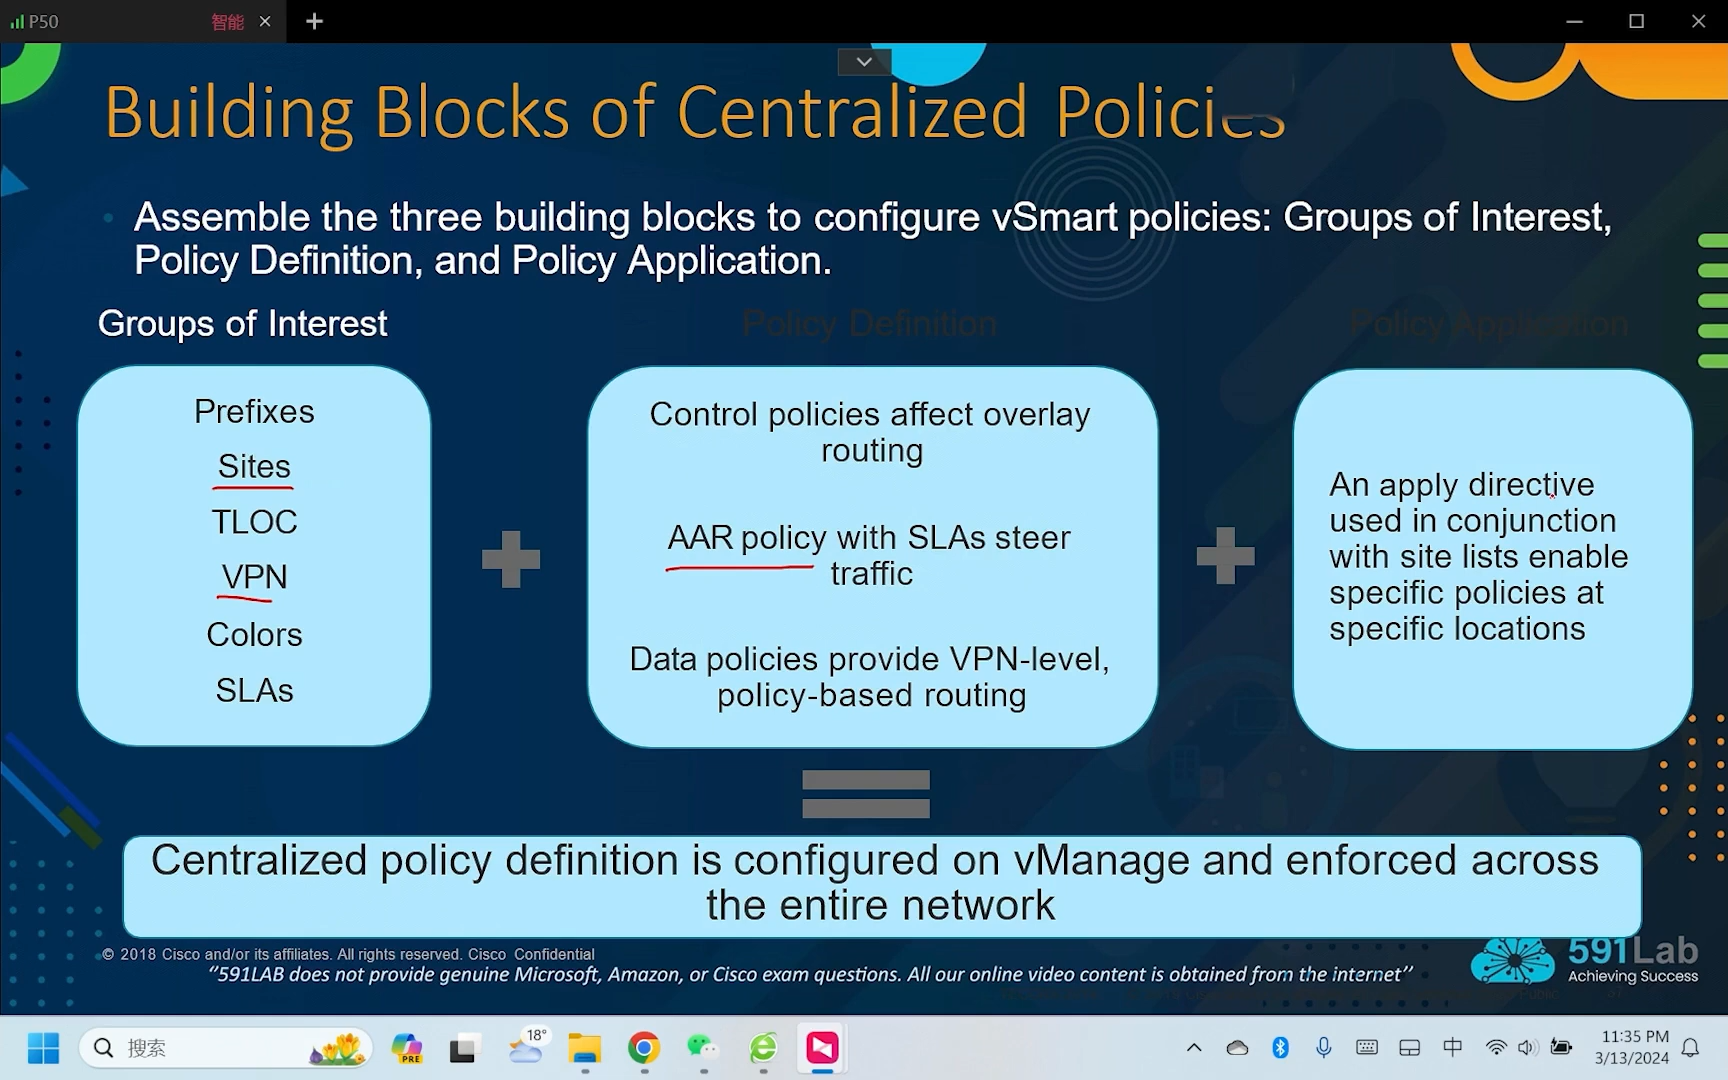 P50 智能
Building Blocks of Centralized Policies
Assemble the three building blocks to configure vSmart policies: Groups of Interest,
Policy Definition, and Policy Application.
Groups of Interest
Prefixes
Sites
TLOC
VPN
Colors
SLAs
Policy Definition
Control policies affect overlay
routing
AAR policy with SLAs steer
traffic
Data policies provide VPN-level,
policy-based routing
Policy Application
An apply directive
used in conjunction
with site lists enable
specific policies at
specific locations
Centralized policy definition is configured on vManage and enforced across
the entire network
© 2018 Cisco and/or its affiliates. All rights reserved. Cisco Confidential
‘‘591LAB does not provide genuine Microsoft, Amazon, or Cisco exam questions. All our online video content is obtained from the internet’’
591Lab
Achieving Success
搜索
PRE
18°
中
11:35 PM
3/13/2024